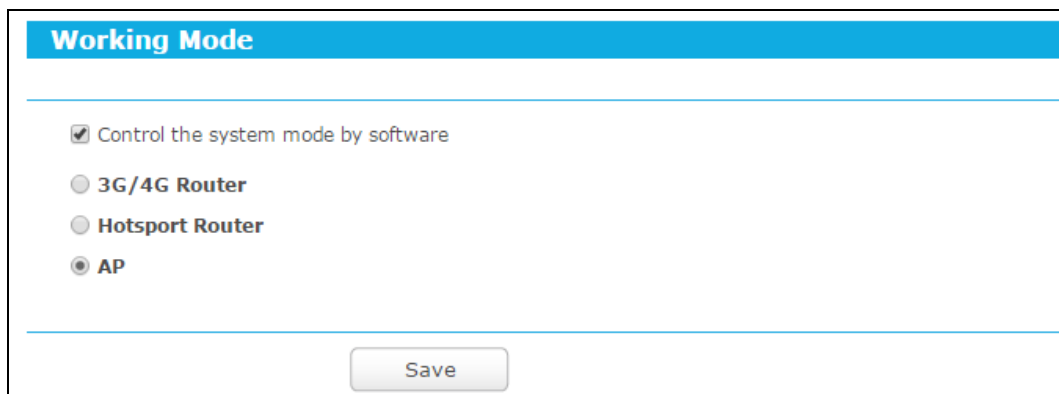 Working Mode
Control the system mode by software
3G/4G Router
Hotsport Router
AP
Save